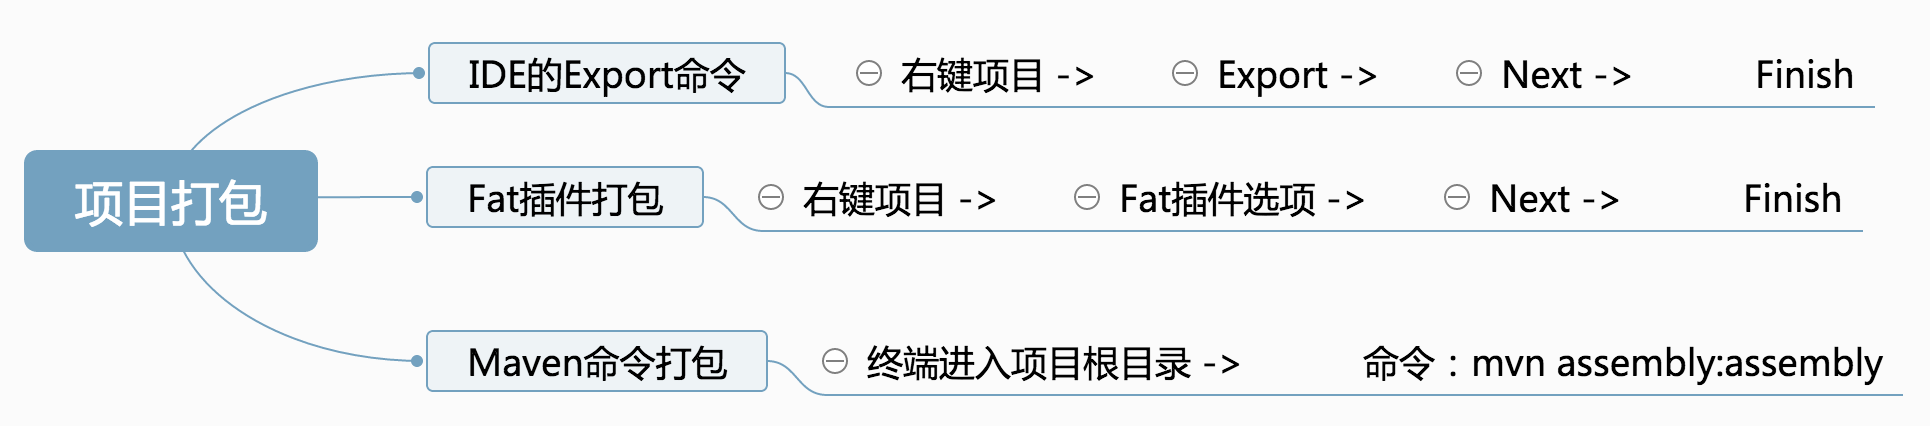 项目打包
IDE的Export命令 右键项目 -> Export -> Next -> Finish
Fat插件打包 右键项目 -> Fat插件选项 -> Next -> Finish
Maven命令打包 终端进入项目根目录 -> 命令：mvn assembly:assembly